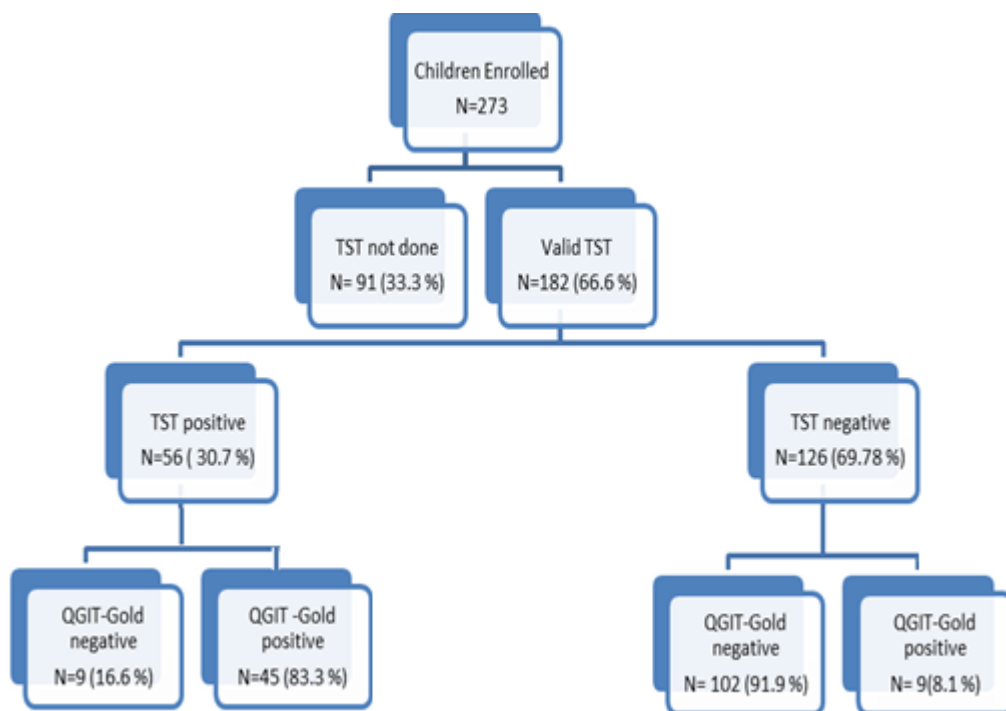 Children Enrolled
N=273
TST not done
N= 91 (33.3 %)
Valid TST
N=182 (66.6 %)
TST positive
N=56 ( 30.7 %)
TST negative
N=126 (69.78 %)
QGIT-Gold
negative
N=9 (16.6 %)
QGIT -Gold
positive
N=45 (83.3 %)
QGIT-Gold
negative
N= 102 (91.9 %)
QGIT-Gold
positive
N= 9(8.1 %)